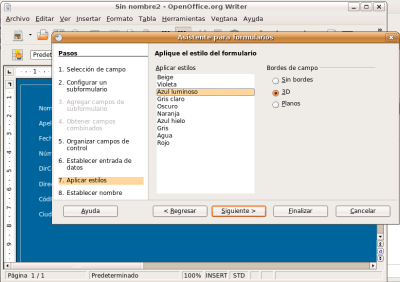 Sin nombre2 - OpenOffice.org Writer
Archivo Editar Ver Insertar Formato Tabla Herramientas Ventana Ayuda
Asistente para formularios
Predet
Pasos
1. Selección de campo
2. Configurar un
subformulario
3. Agregar campos de
subformulario
4. Obtener campos
combinados
5. Organizar campos de
control
6. Establecer entrada de
datos
7. Aplicar estilos
8. Establecer nombre
Aplique el estilo del formulario
Aplicar estilos
Beige
Violeta
Azul luminoso
Gris claro
Oscuro
Naranja
Azul hielo
Gris
Agua
Rojo
Bordes de campo
Sin bordes
3D
Planos
Nom
Apel
Fech
Núm
DirC
Direc
Códi
Ciud
Ayuda
< Regresar
Siguiente >
Finalizar
Cancelar
Página 1 / 1 Predeterminado 100% INSERT STD